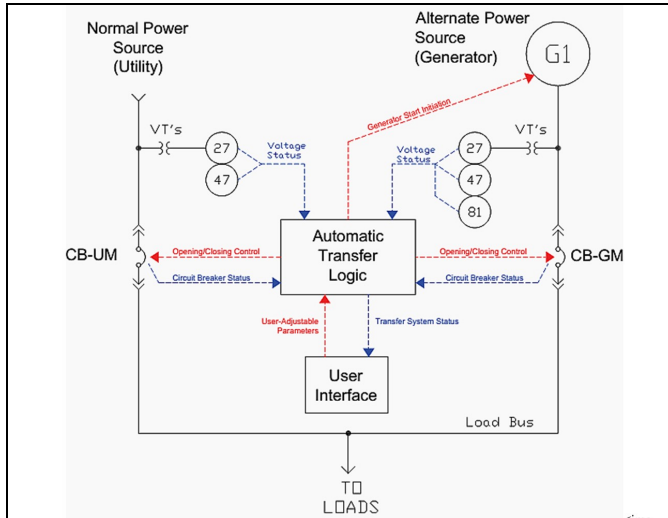 Normal Power
Source
(Utility)
Alternate Power
Source
(Generator)
G1
Generator Start Initiation
VT's
27
47
Voltage
Status
Voltage
Status
27
47
81
VT's
CB-UM
Opening/Closing Control
Circuit Breaker Status
Automatic
Transfer
Logic
Opening/Closing Control
Circuit Breaker Status
CB-GM
User-Adjustable
Parameters
Transfer System Status
User
Interface
Load Bus
TO
LOADS